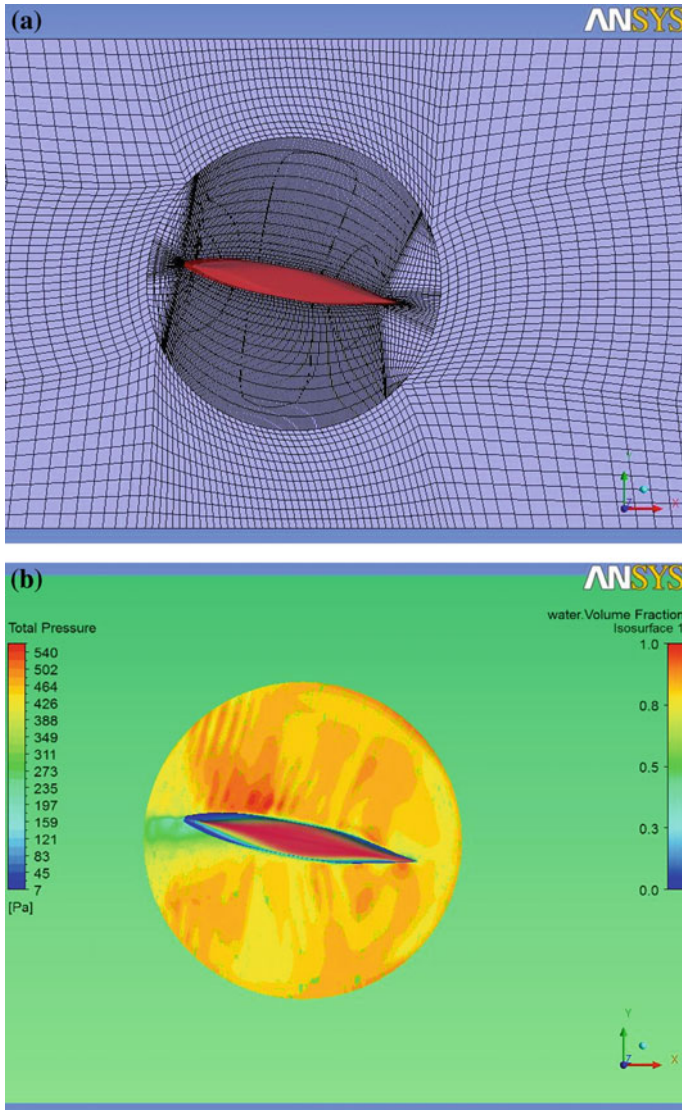 (a)
ANSYS
Y
Z
X
(b)
ANSYS
Total Pressure
540
502
464
426
388
349
311
273
235
197
159
121
83
45
7
[Pa]
water.Volume Fraction
Isosurface 1
1.0
0.8
0.5
0.3
0.0
Y
Z
X